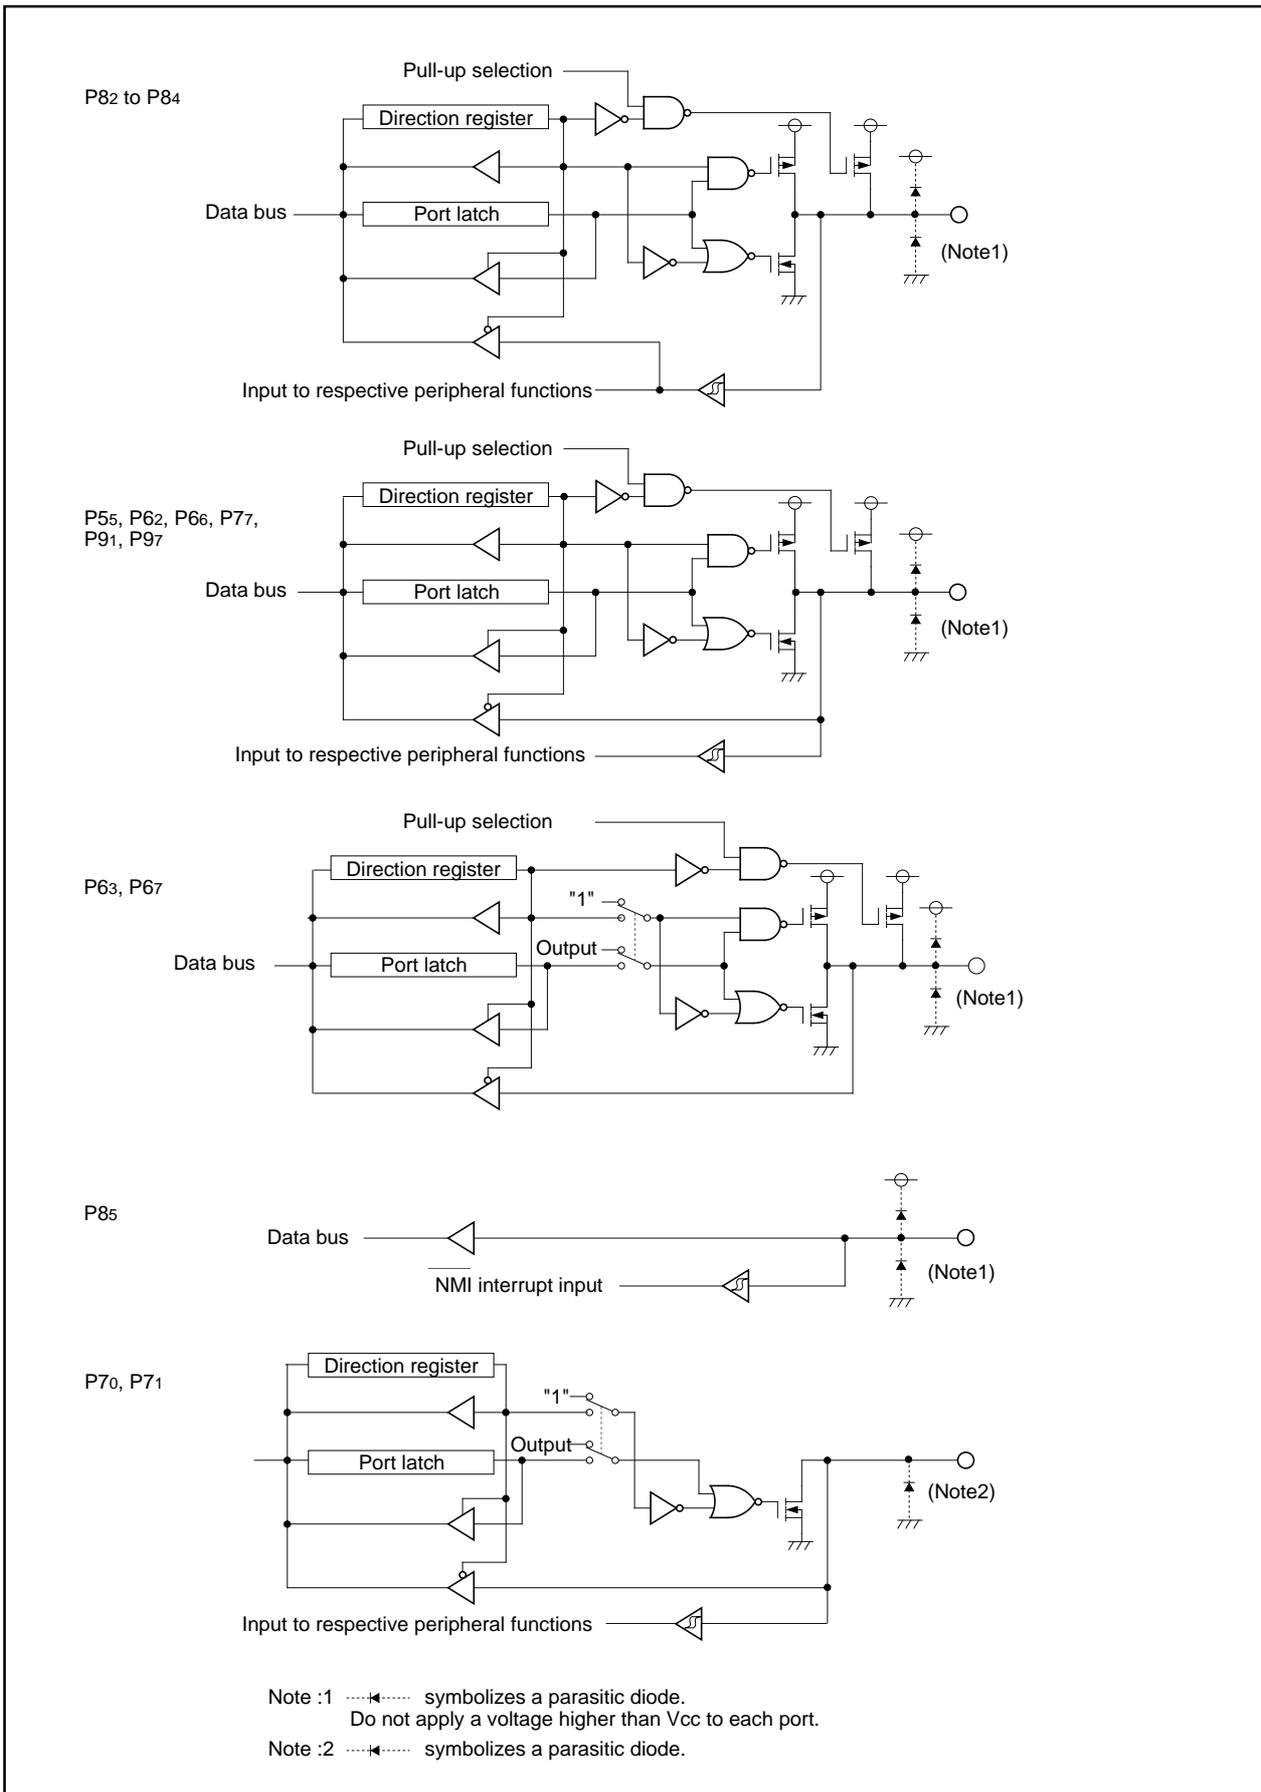 Pull-up selection
P82 to P84
Direction register
Data bus
Port latch
(Note1)
Input to respective peripheral functions
Pull-up selection
Direction register
P55, P62, P66, P77,
P91, P97
Data bus
Port latch
(Note1)
Input to respective peripheral functions
Pull-up selection
Direction register
P63, P67
"1"
Output
Data bus
Port latch
(Note1)
P85
Data bus
(Note1)
NMI interrupt input
Direction register
P70, P71
"1"
Output
Port latch
(Note2)
Input to respective peripheral functions
Note :1 symbolizes a parasitic diode.
Do not apply a voltage higher than Vcc to each port.
Note :2 symbolizes a parasitic diode.